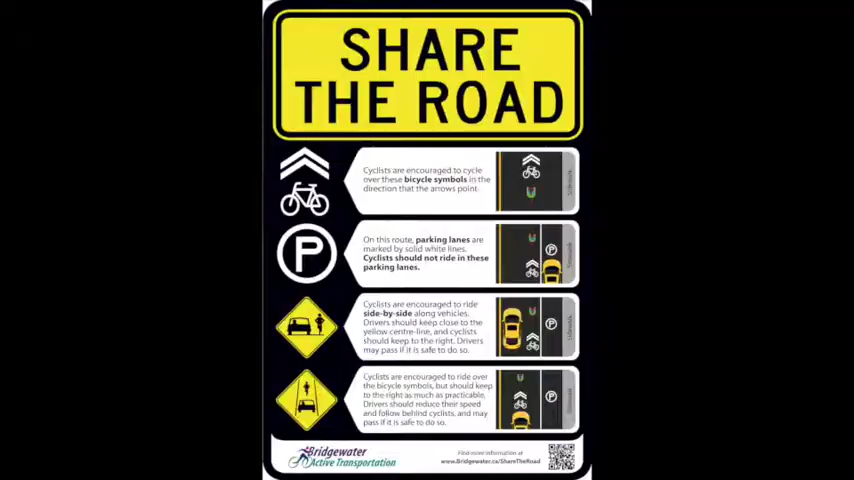 SHARE
THE ROAD
Cyclists are encouraged to cycle
over these bicycle symbols in the
direction that the arrows point.
Sidewalk
P
On this route, parking lanes are
marked by solid white lines.
Cyclists should not ride in these
parking lanes.
P
Sidewalk
Cyclists are encouraged to ride
side-by-side along vehicles.
Drivers should keep close to the
yellow centre-line, and cyclists
should keep to the right. Drivers
may pass if it is safe to do so.
P
Sidewalk
Cyclists are encouraged to ride over
the bicycle symbols, but should keep
to the right as much as practicable.
Drivers should reduce their speed
and follow behind cyclists, and may
pass if it is safe to do so.
P
Sidewalk
Bridgewater
Active Transportation
Find more information at
www.Bridgewater.ca/ShareTheRoad